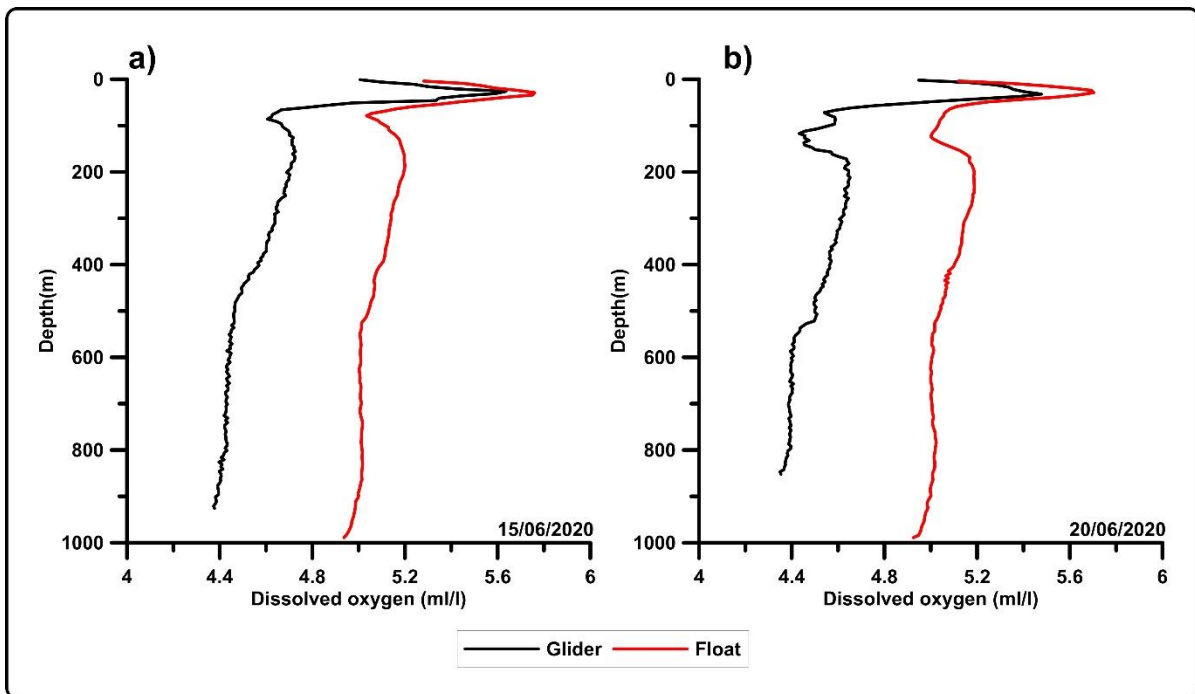 a)
0
200
400
600
800
1000
Depth(m)
15/06/2020
4 4.4 4.8 5.2 5.6 6
Dissolved oxygen (ml/l)
b)
0
200
400
600
800
1000
Depth(m)
20/06/2020
4 4.4 4.8 5.2 5.6 6
Dissolved oxygen (ml/l)
Glider Float